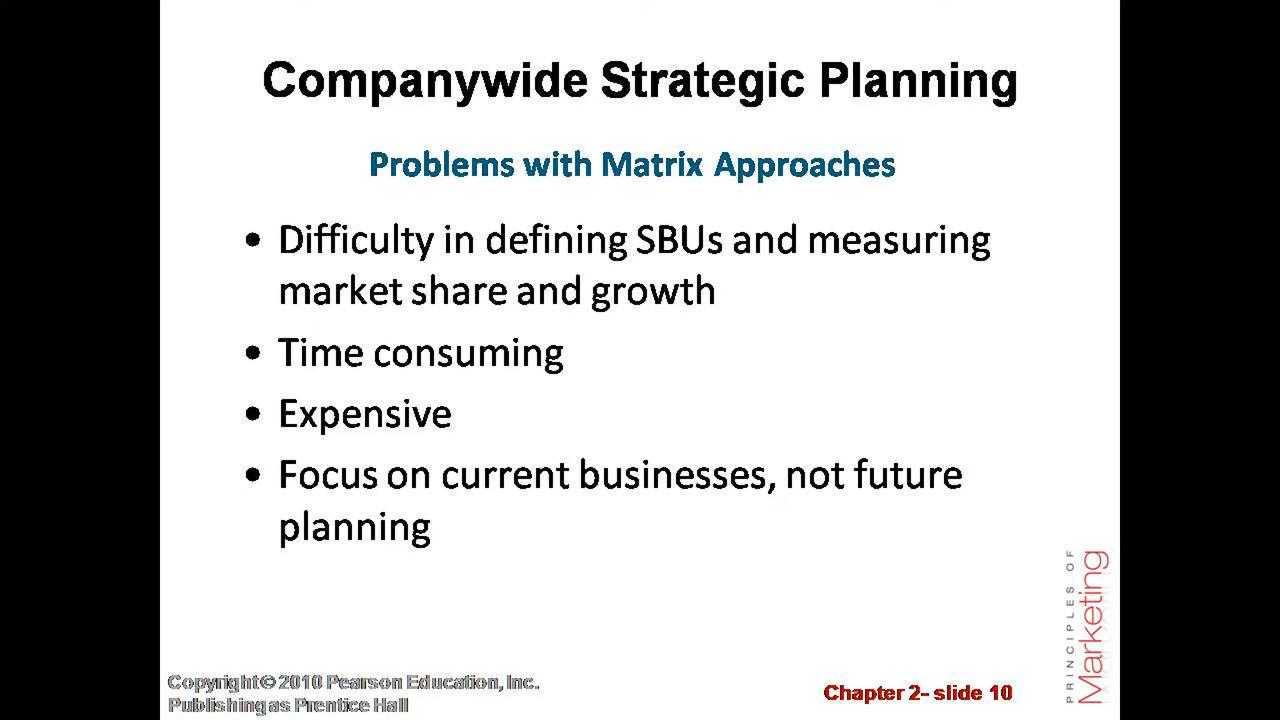 Companywide Strategic Planning
Problems with Matrix Approaches
• Difficulty in defining SBUs and measuring
market share and growth
• Time consuming
• Expensive
• Focus on current businesses, not future
planning
PRINCIPLES OF
Marketing
Copyright © 2010 Pearson Education, Inc.
Publishing as Prentice Hall
Chapter 2- slide 10